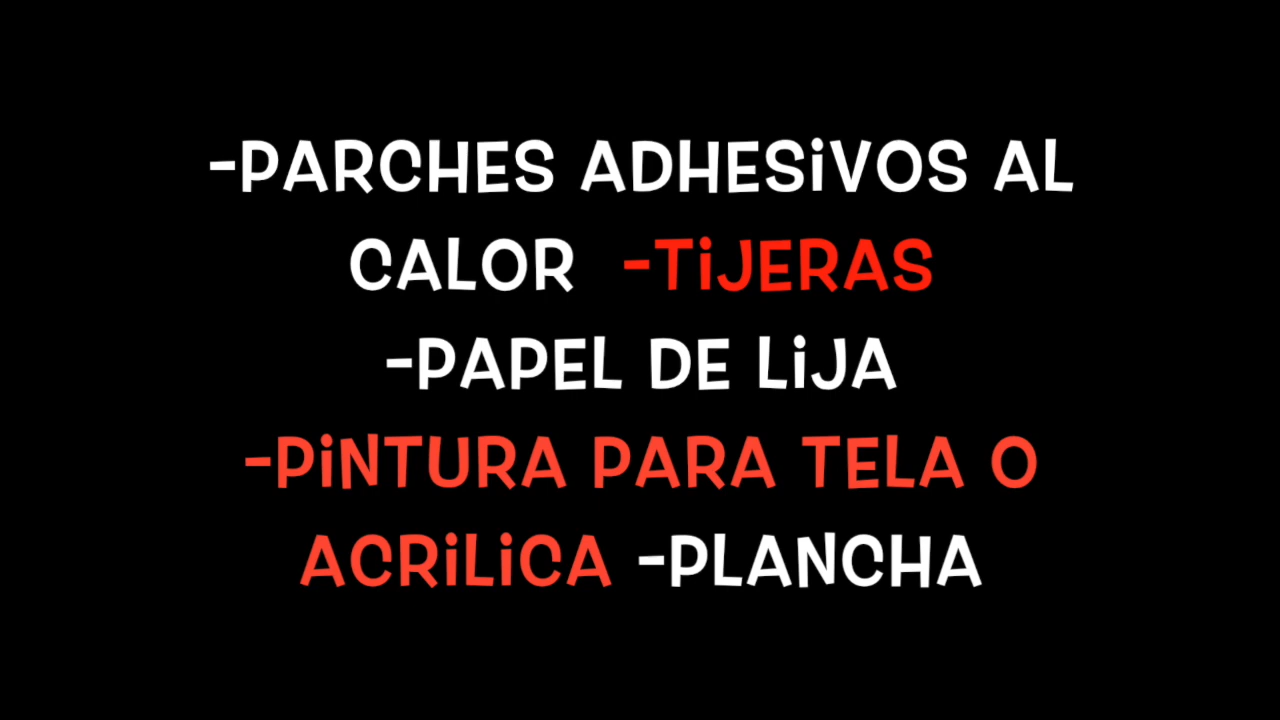 -PARCHES ADHESiVOS AL
CALOR -TiJERAS
-PAPEL DE LiJA
-PiNTURA PARA TELA O
ACRiLiCA -PLANCHA